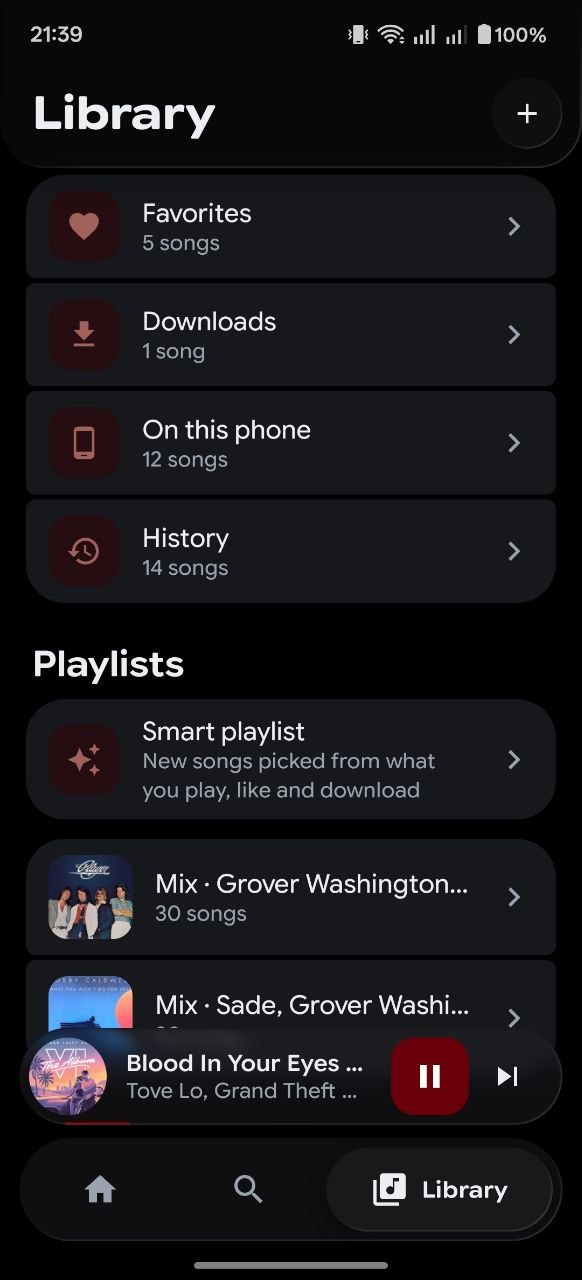 21:39
100%
Library
Favorites
5 songs
Downloads
1 song
On this phone
12 songs
History
14 songs
Playlists
Smart playlist
New songs picked from what
you play, like and download
Mix · Grover Washington...
30 songs
Mix · Sade, Grover Washi...
Blood In Your Eyes ...
Tove Lo, Grand Theft ...
Library